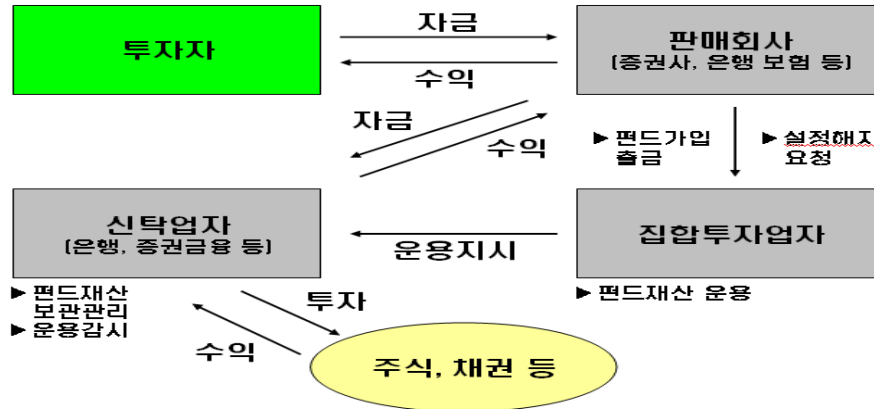 자금
투자자
판매회사
(증권사, 은행 보험 등)
수익
자금
수익
▶ 펀드가입
출금
▶ 설정해지
요청
신탁업자
(은행, 증권금융 등)
운용지시
집합투자업자
▶ 펀드재산
보관관리
▶ 운용감시
투자
▶ 펀드재산 운용
수익
주식, 채권 등